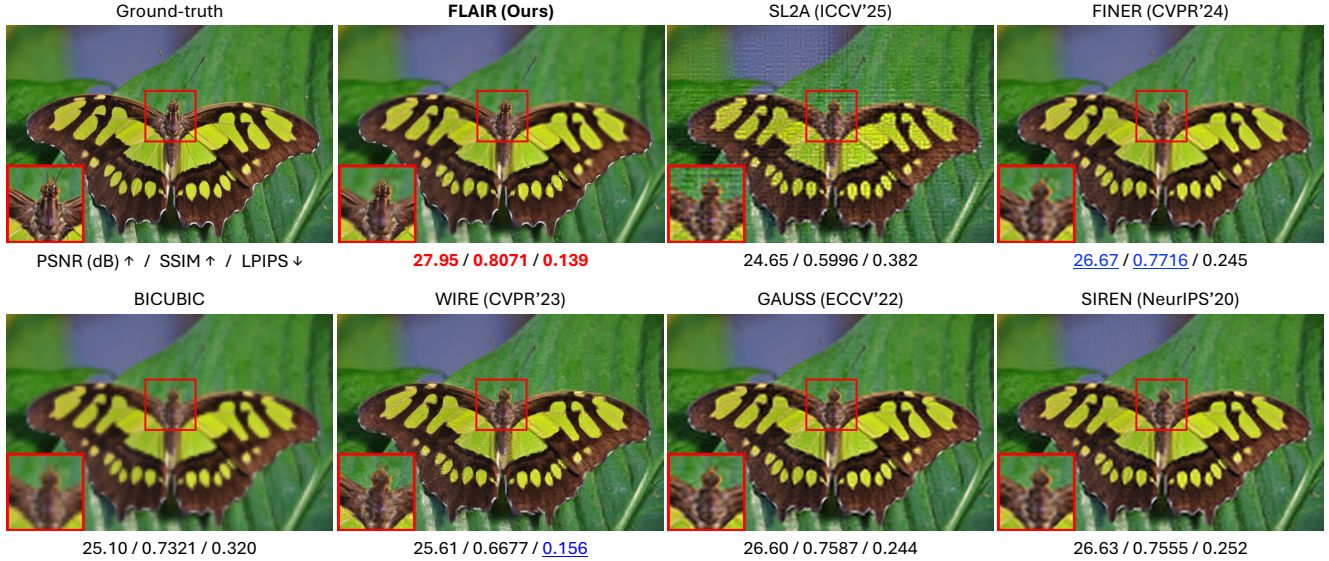 Ground-truth
FLAIR (Ours)
SL2A (ICCV'25)
FINER (CVPR'24)
PSNR (dB) ↑ / SSIM ↑ / LPIPS ↓
27.95 / 0.8071 / 0.139
24.65 / 0.5996 / 0.382
26.67 / 0.7716 / 0.245
BICUBIC
WIRE (CVPR'23)
GAUSS (ECCV'22)
SIREN (NeurIPS'20)
25.10 / 0.7321 / 0.320
25.61 / 0.6677 / 0.156
26.60 / 0.7587 / 0.244
26.63 / 0.7555 / 0.252